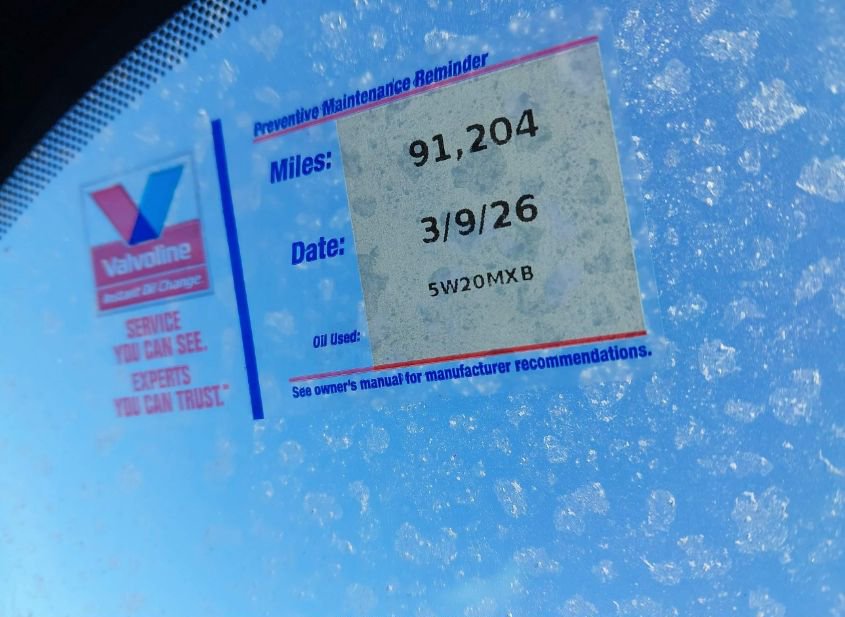 Preventive Maintenance Reminder
Miles: 91,204
Date: 3/9/26
5W20MXB
Oil Used:
See owner's manual for manufacturer recommendations.
Valvoline
Instant Oil Change
SERVICE
YOU CAN SEE.
EXPERTS
YOU CAN TRUST.™